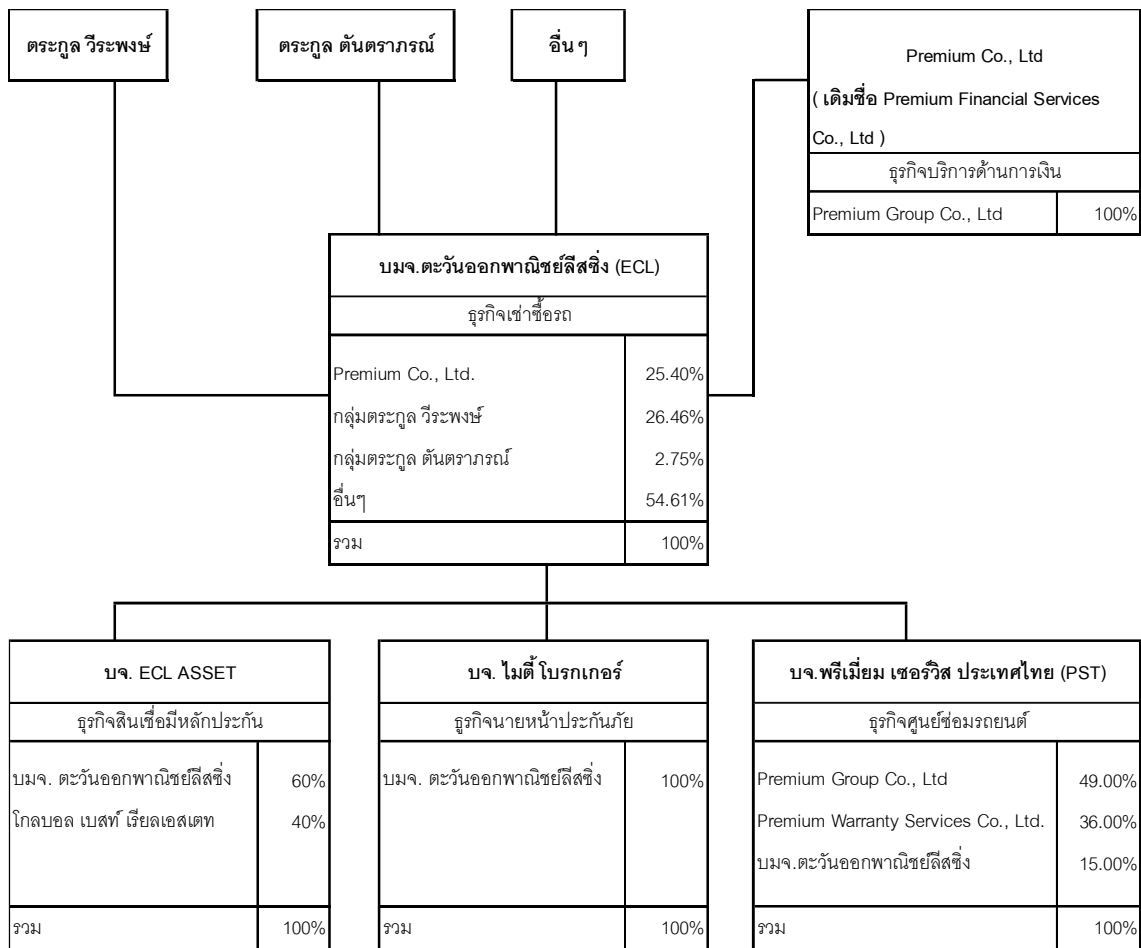 ตระกูล วีระพงษ์
ตระกูล ตันตราภรณ์
อื่น ๆ
Premium Co., Ltd
( เดิมชื่อ Premium Financial Services
Co., Ltd )
ธุรกิจบริการด้านการเงิน
Premium Group Co., Ltd 100%
บมจ.ตะวันออกพาณิชย์ลีสซิ่ง (ECL)
ธุรกิจเช่าซื้อรถ
Premium Co., Ltd. 25.40%
กลุ่มตระกูล วีระพงษ์ 26.46%
กลุ่มตระกูล ตันตราภรณ์ 2.75%
อื่นๆ 54.61%
รวม 100%
บจ. ECL ASSET
ธุรกิจสินเชื่อมีหลักประกัน
บมจ. ตะวันออกพาณิชย์ลีสซิ่ง 60%
โกลบอล เบสท์ เรียลเอสเตท 40%
รวม 100%
บจ. ไมตี้ โบรกเกอร์
ธูรกิจนายหน้าประกันภัย
บมจ. ตะวันออกพาณิชย์ลีสซิ่ง 100%
รวม 100%
บจ.พรีเมี่ยม เซอร์วิส ประเทศไทย (PST)
ธุรกิจศูนย์ซ่อมรถยนต์
Premium Group Co., Ltd 49.00%
Premium Warranty Services Co., Ltd. 36.00%
บมจ.ตะวันออกพาณิชย์ลีสซิ่ง 15.00%
รวม 100%